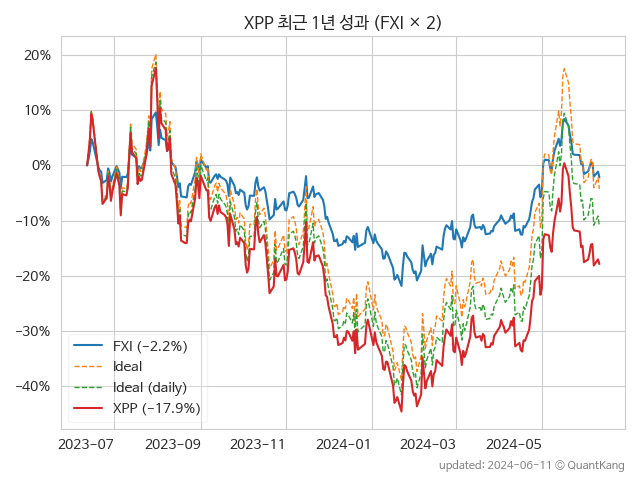 XPP 최근 1년 성과 (FXI × 2)
20%
10%
0%
−10%
−20%
−30%
−40%
FXI (−2.2%)
Ideal
Ideal (daily)
XPP (−17.9%)
2023-07 2023-09 2023-11 2024-01 2024-03 2024-05
updated: 2024-06-11 © QuantKang